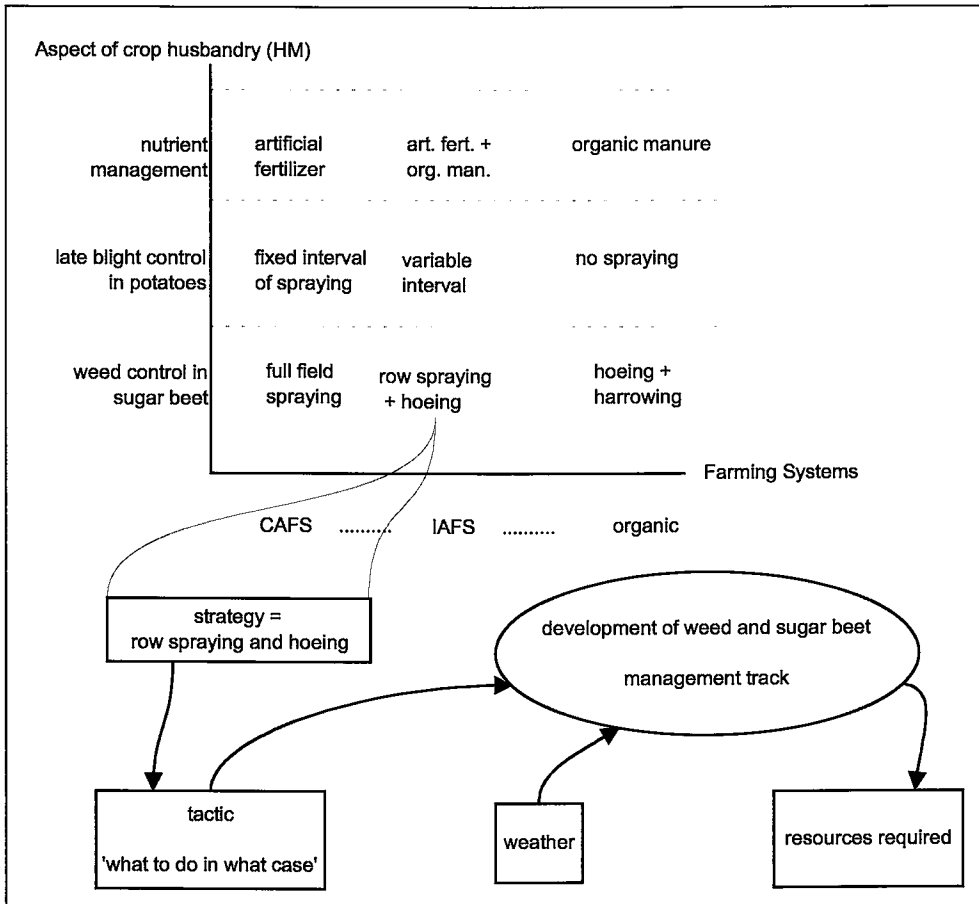 Aspect of crop husbandry (HM)
nutrient
management
artificial
fertilizer
art. fert. +
org. man.
organic manure
late blight control
in potatoes
fixed interval
of spraying
variable
interval
no spraying
weed control in
sugar beet
full field
spraying
row spraying
+ hoeing
hoeing +
harrowing
Farming Systems
CAFS .......... IAFS .......... organic
strategy =
row spraying and hoeing
development of weed and sugar beet
management track
tactic
'what to do in what case'
weather
resources required